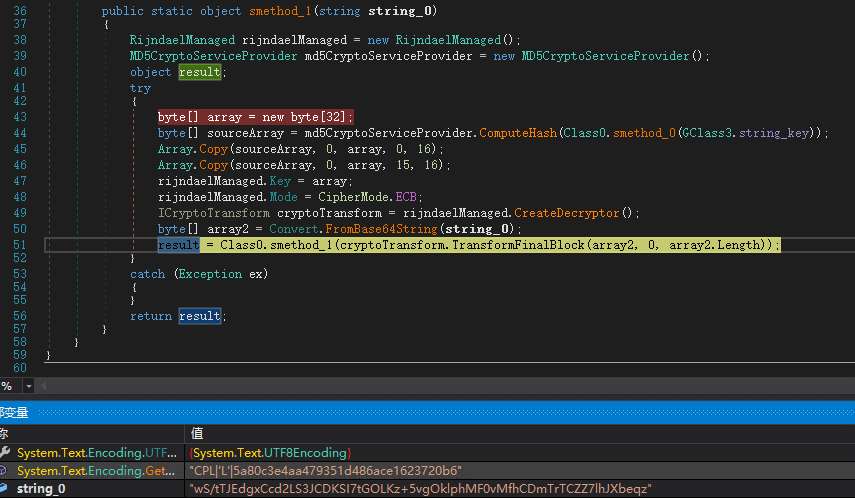 36 public static object smethod_1(string string_0)
37 {
38 RijndaelManaged rijndaelManaged = new RijndaelManaged();
39 MD5CryptoServiceProvider md5CryptoServiceProvider = new MD5CryptoServiceProvider();
40 object result;
41 try
42 {
43 byte[] array = new byte[32];
44 byte[] sourceArray = md5CryptoServiceProvider.ComputeHash(Class0.smethod_0(GClass3.string_key));
45 Array.Copy(sourceArray, 0, array, 0, 16);
46 Array.Copy(sourceArray, 0, array, 15, 16);
47 rijndaelManaged.Key = array;
48 rijndaelManaged.Mode = CipherMode.ECB;
49 ICryptoTransform cryptoTransform = rijndaelManaged.CreateDecryptor();
50 byte[] array2 = Convert.FromBase64String(string_0);
51 result = Class0.smethod_1(cryptoTransform.TransformFinalBlock(array2, 0, array2.Length));
52 }
53 catch (Exception ex)
54 {
55 }
56 return result;
57 }
58 }
59 }
60
%
变量
值
System.Text.Encoding.UTF... {System.Text.UTF8Encoding}
System.Text.Encoding.Get... "CPL|'L'|5a80c3e4aa479351d486ace1623720b6"
string_0 "wS/tTJEdgxCcd2LS3JCDKSI7tGOLKz+5vgOklphMF0vMfhCDmTrTCZZ7lhJXbeqz"